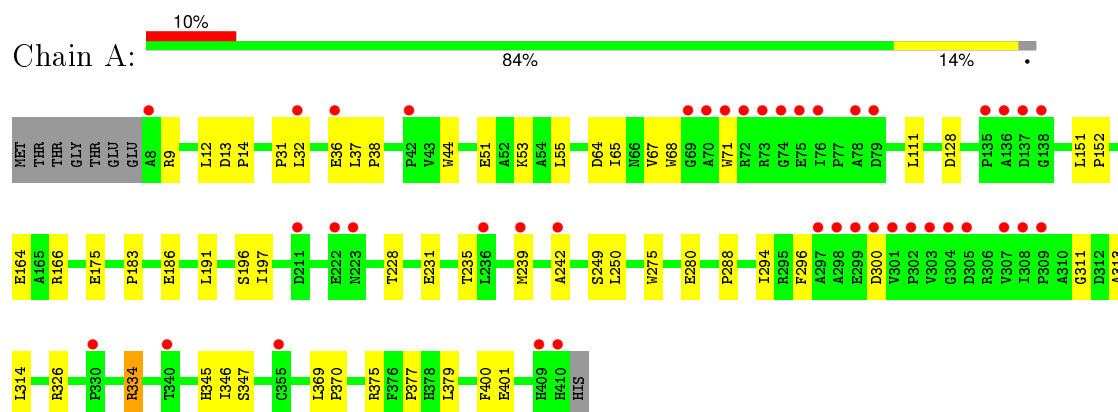 10%
Chain A:
84% 14% •
MET THR THR GLY THR GLU GLU A8 R9 L12 D13 P14 P31 L32 E36 L37 P38 P42 V43 W44 E51 A52 K53 A54 L55 D64 I65 N66 V67 W68 G69 A70 W71 R72 R73 G74 E75 I76 P77 A78 D79 L111 D128 P135 A136 D137 G138 L151 P152
E164 A165 R166 E175 P183 E186 L191 S196 I197 D211 E222 N223 T228 E231 T235 L236 M239 A242 S249 L250 W275 E280 P288 I294 R295 F296 A297 A298 E299 D300 V301 P302 V303 G304 D305 R306 V307 I308 P309 A310 G311 D312 A313
L314 R326 P330 R334 T340 H345 I346 S347 C355 L369 P370 R375 F376 P377 H378 L379 F400 E401 H409 H410 HIS